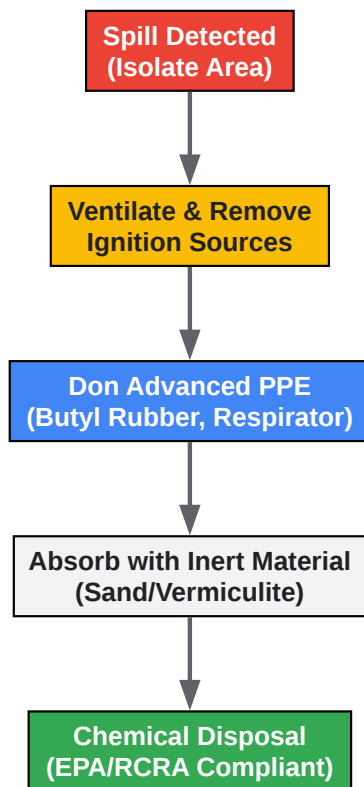 Spill Detected
(Isolate Area)
Ventilate & Remove
Ignition Sources
Don Advanced PPE
(Butyl Rubber, Respirator)
Absorb with Inert Material
(Sand/Vermiculite)
Chemical Disposal
(EPA/RCRA Compliant)